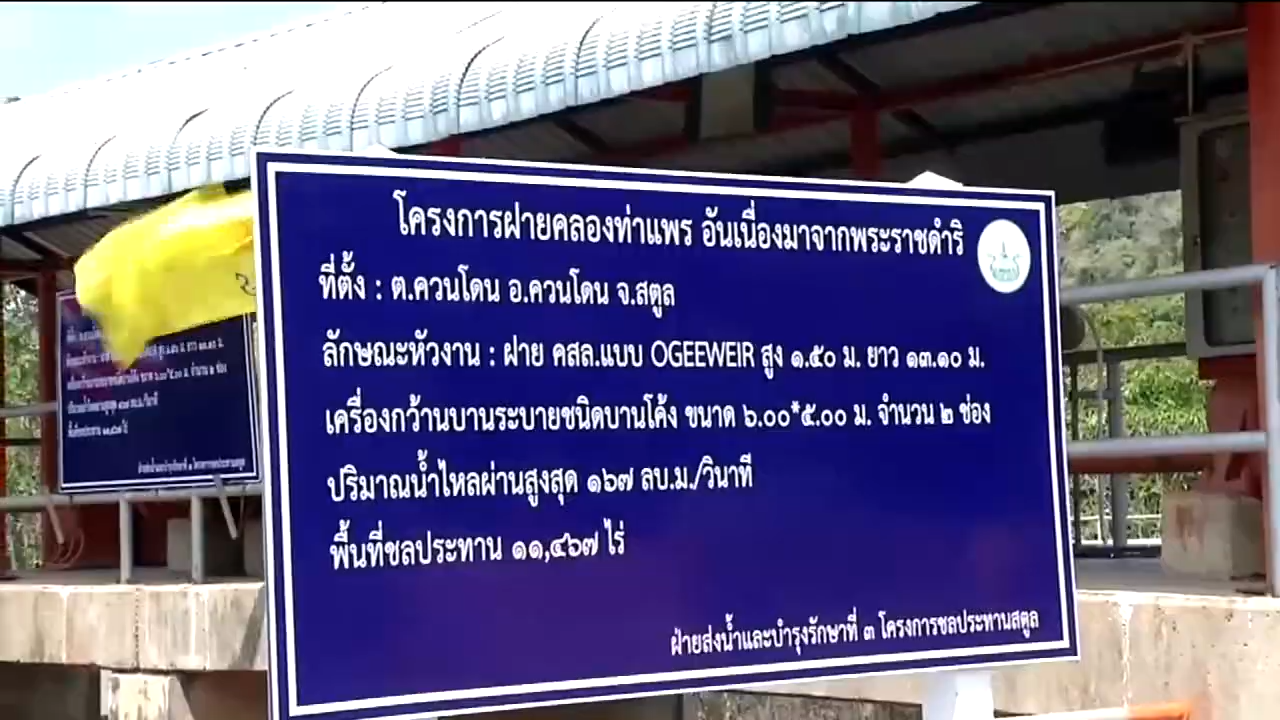 โครงการฝายคลองท่าแพร อันเนื่องมาจากพระราชดำริ
ที่ตั้ง : ต.ควนโดน อ.ควนโดน จ.สตูล
ลักษณะหัวงาน : ฝาย คสล.แบบ OGEEWEIR สูง ๑.๕๐ ม. ยาว ๑๓.๑๐ ม.
เครื่องกว้านบานระบายชนิดบานโค้ง ขนาด ๖.๐๐*๕.๐๐ ม. จำนวน ๒ ช่อง
ปริมาณน้ำไหลผ่านสูงสุด ๑๖๗ ลบ.ม./วินาที
พื้นที่ชลประทาน ๑๑,๔๖๗ ไร่
ฝ่ายส่งน้ำและบำรุงรักษาที่ ๓ โครงการชลประทานสตูล